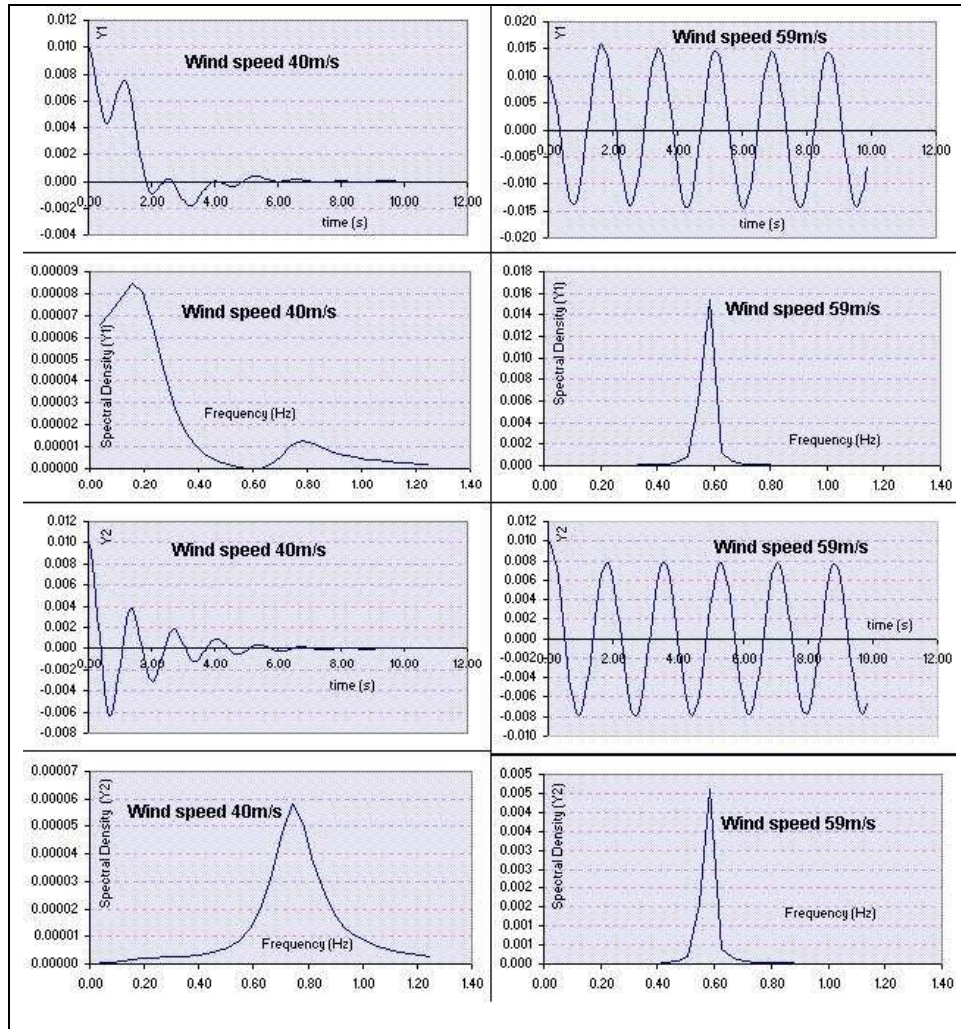 0.012
0.010
0.008
0.006
0.004
0.002
0.000
-0.002
-0.004
Y1
Wind speed 40m/s
0.00 2.00 4.00 6.00 8.00 10.00 12.00
time (s)
0.020
0.015
0.010
0.005
0.000
-0.005
-0.010
-0.015
-0.020
Y1
Wind speed 59m/s
0.00 2.00 4.00 6.00 8.00 10.00 12.00
time (s)
0.00009
0.00008
0.00007
0.00006
0.00005
0.00004
0.00003
0.00002
0.00001
0.00000
Spectral Density (Y1)
Wind speed 40m/s
Frequency (Hz)
0.00 0.20 0.40 0.60 0.80 1.00 1.20 1.40
0.018
0.016
0.014
0.012
0.010
0.008
0.006
0.004
0.002
0.000
Spectral Density (Y1)
Wind speed 59m/s
Frequency (Hz)
0.00 0.20 0.40 0.60 0.80 1.00 1.20 1.40
0.012
0.010
0.008
0.006
0.004
0.002
0.000
-0.002
-0.004
-0.006
-0.008
Y2
Wind speed 40m/s
0.00 2.00 4.00 6.00 8.00 10.00 12.00
time (s)
0.012
0.010
0.008
0.006
0.004
0.002
0.000
-0.002
-0.004
-0.006
-0.008
-0.010
Y2
Wind speed 59m/s
time (s)
0.00 2.00 4.00 6.00 8.00 10.00 12.00
0.00007
0.00006
0.00005
0.00004
0.00003
0.00002
0.00001
0.00000
Spectral Density (Y2)
Wind speed 40m/s
Frequency (Hz)
0.00 0.20 0.40 0.60 0.80 1.00 1.20 1.40
0.005
0.005
0.004
0.004
0.003
0.003
0.002
0.002
0.001
0.001
0.000
Spectral Density (Y2)
Wind speed 59m/s
Frequency (Hz)
0.00 0.20 0.40 0.60 0.80 1.00 1.20 1.40